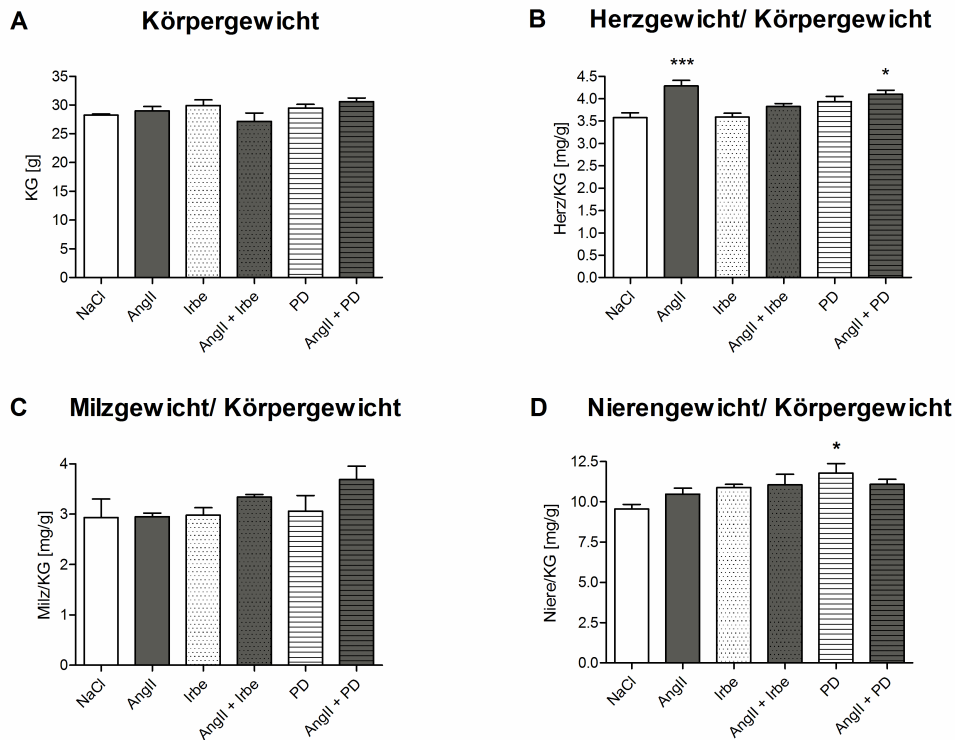 A Körpergewicht
KG [g]
35
30
25
20
15
10
5
0
NaCl
AngII
Irbe
AngII + Irbe
PD
AngII + PD
B Herzgewicht/ Körpergewicht
*** 
*
Herz/KG [mg/g]
4.5
4.0
3.5
3.0
2.5
2.0
1.5
1.0
0.5
0.0
NaCl
AngII
Irbe
AngII + Irbe
PD
AngII + PD
C Milzgewicht/ Körpergewicht
Milz/KG [mg/g]
4
3
2
1
0
NaCl
AngII
Irbe
AngII + Irbe
PD
AngII + PD
D Nierengewicht/ Körpergewicht
*
Niere/KG [mg/g]
12.5
10.0
7.5
5.0
2.5
0.0
NaCl
AngII
Irbe
AngII + Irbe
PD
AngII + PD